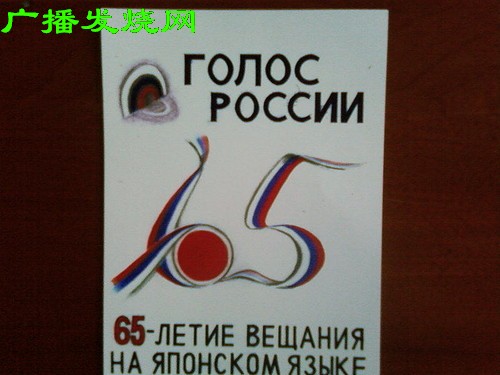 广播发烧网
ГОЛОС
РОССИИ
65
65-ЛЕТИЕ ВЕЩАНИЯ
НА ЯПОНСКОМ ЯЗЫКЕ